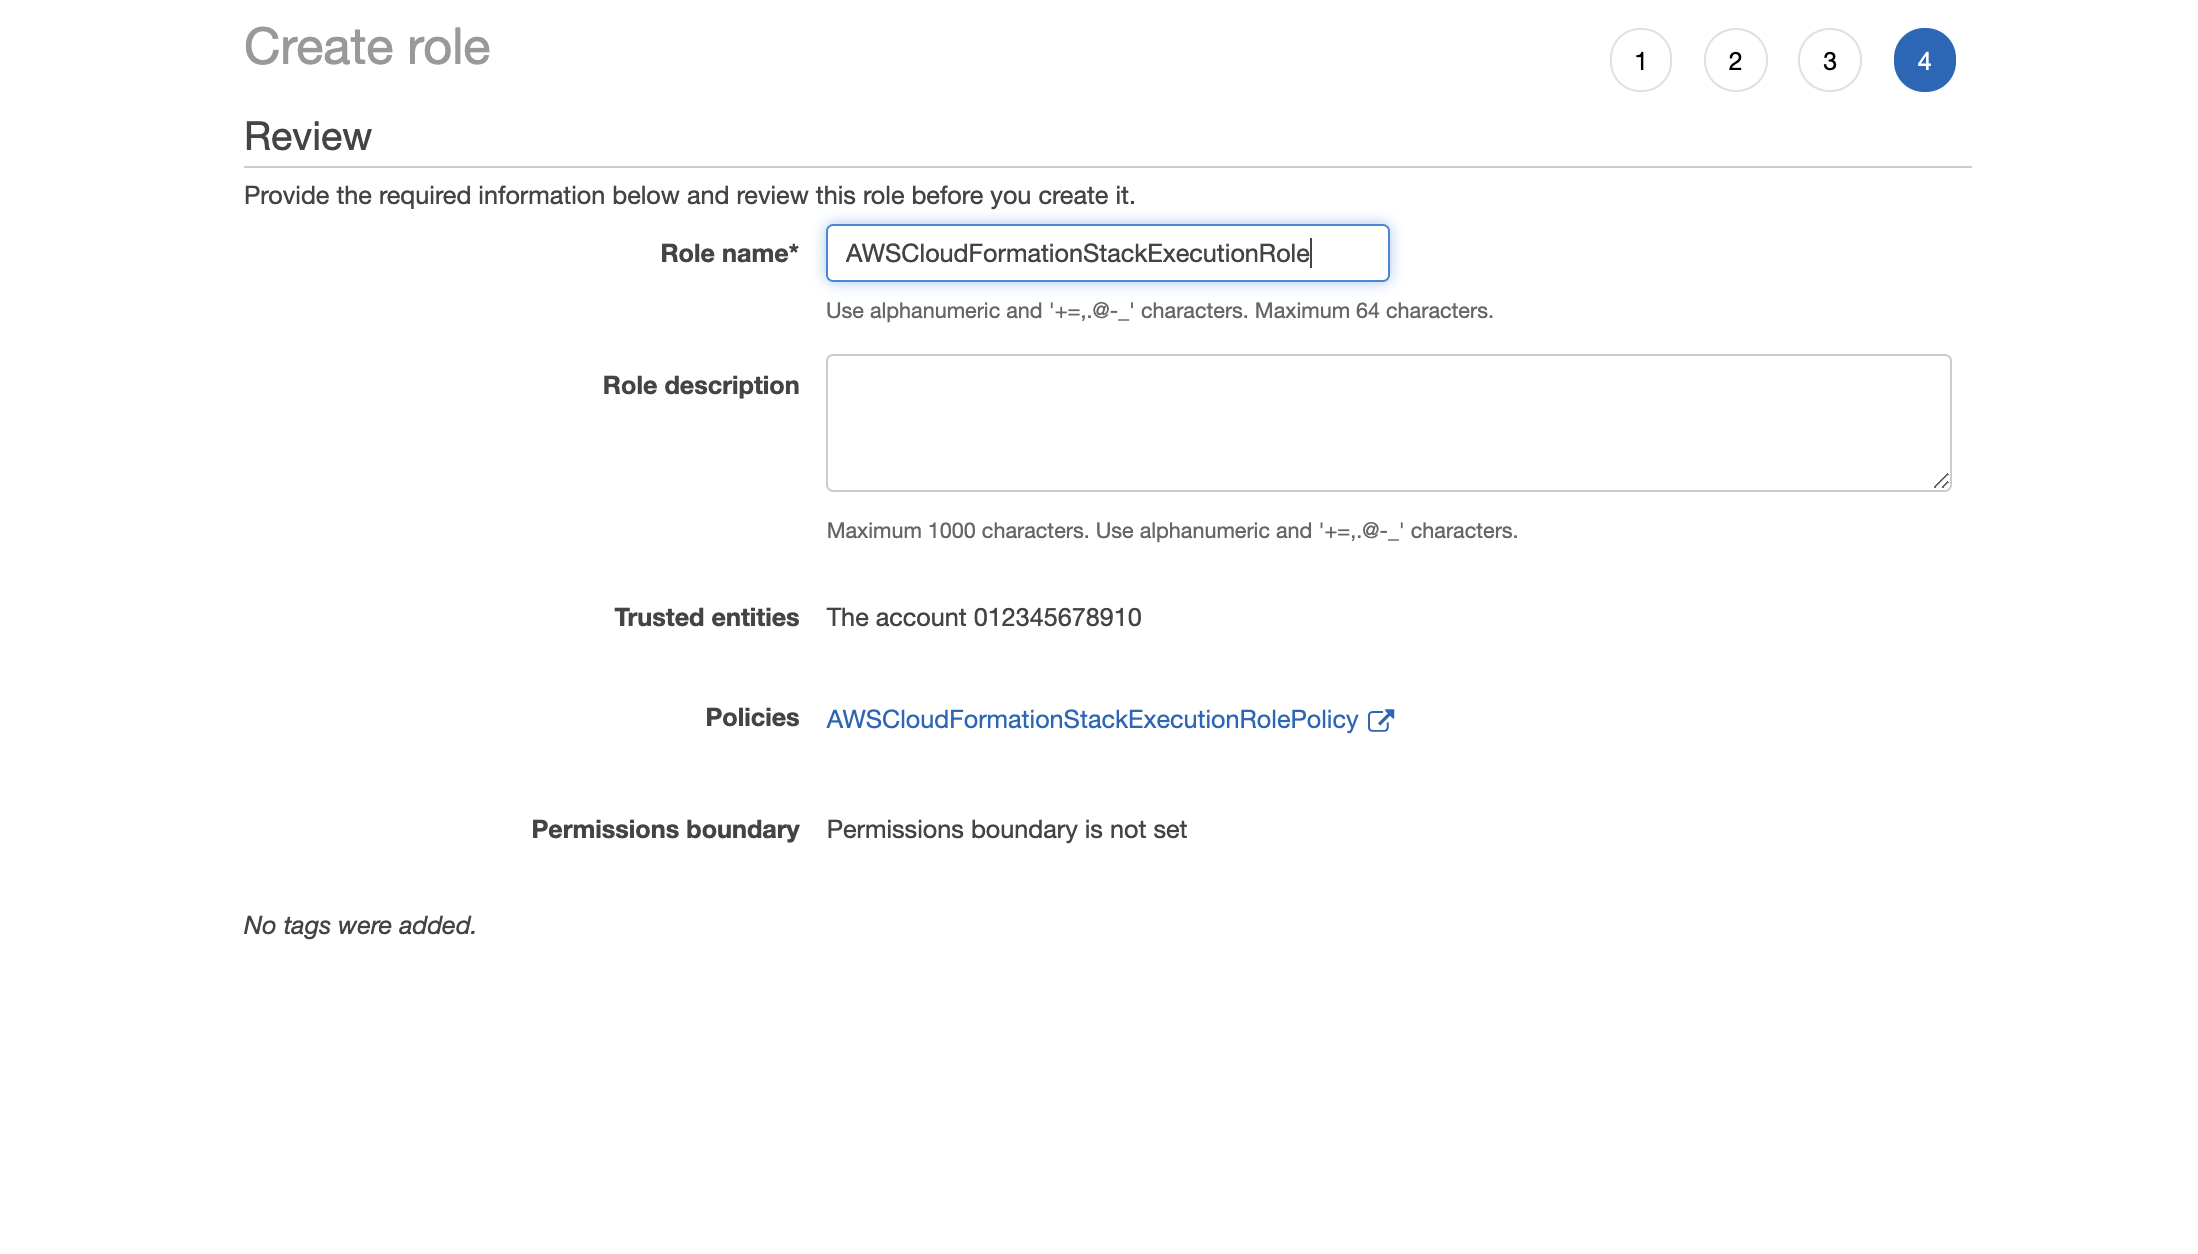 Create role
1 2 3 4
Review
Provide the required information below and review this role before you create it.
Role name* AWSCloudFormationStackExecutionRole
Use alphanumeric and '+=,.@-_' characters. Maximum 64 characters.
Role description
Maximum 1000 characters. Use alphanumeric and '+=,.@-_' characters.
Trusted entities The account 012345678910
Policies AWSCloudFormationStackExecutionRolePolicy
Permissions boundary Permissions boundary is not set
No tags were added.